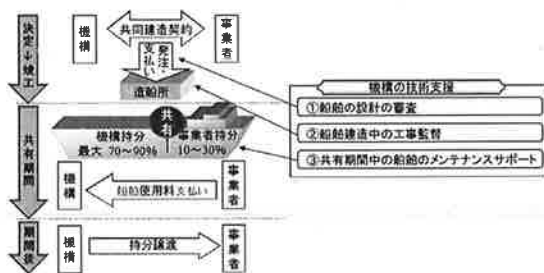 決定↓竣工
機構
共同建造契約
事業者
発注・支払い
造船所
機構の技術支援
①船舶の設計の審査
②船舶建造中の工事監督
③共有期間中の船舶のメンテナンスサポート
共有期間
共有
機構持分
最大 70~90%
事業者持分
10~30%
機構
船舶使用料支払い
事業者
期間後
機構
持分譲渡
事業者